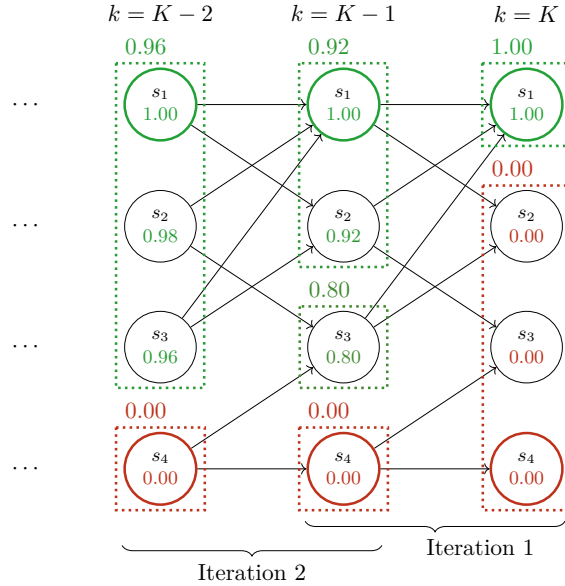 k = K − 2 k = K − 1 k = K
0.96 0.92 1.00
⋯ s₁ s₁ s₁
1.00 1.00 1.00
0.00
⋯ s₂ s₂ s₂
0.98 0.92 0.00
0.80
⋯ s₃ s₃ s₃
0.96 0.80 0.00
0.00 0.00
⋯ s₄ s₄ s₄
0.00 0.00 0.00
Iteration 1
Iteration 2